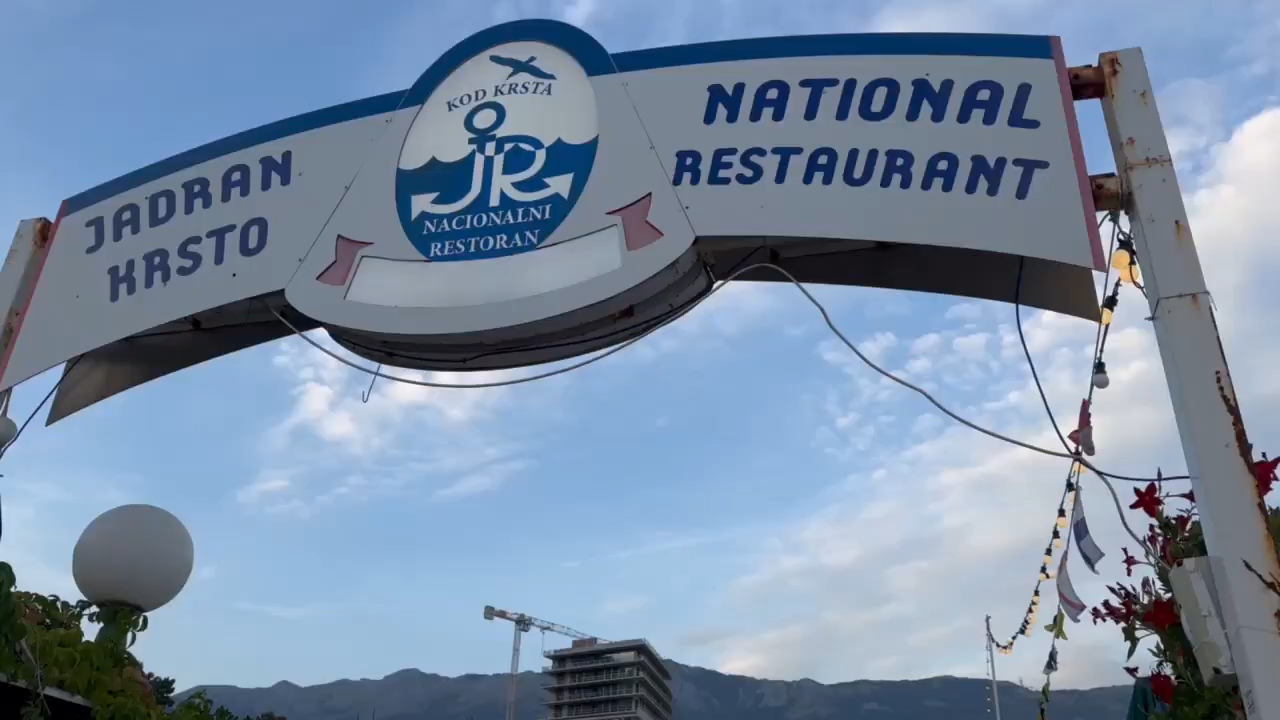 JADRAN
KRSTO
KOD KRSTA
JR
NACIONALNI
RESTORAN
NATIONAL
RESTAURANT